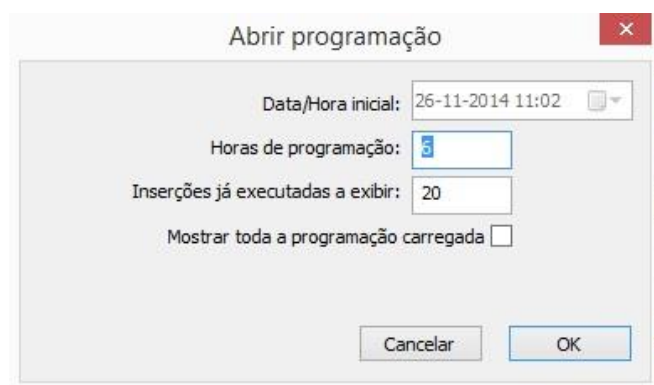 Abrir programação
Data/Hora inicial: 26-11-2014 11:02
Horas de programação: 6
Inserções já executadas a exibir: 20
Mostrar toda a programação carregada
Cancelar OK